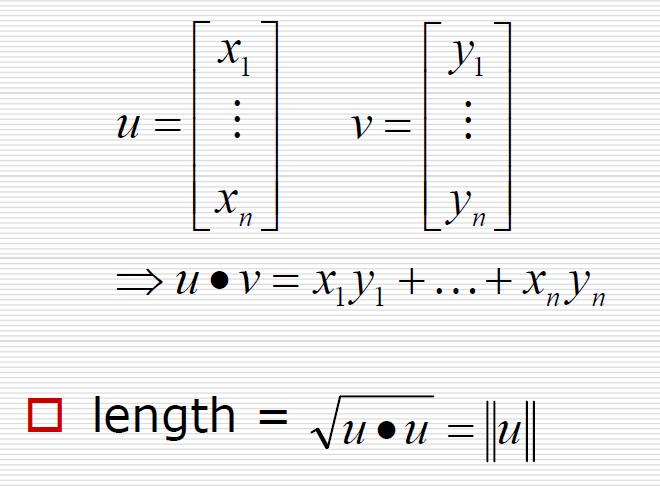 u = [x₁ ⋮ xₙ] v = [y₁ ⋮ yₙ]
⇒ u • v = x₁y₁ + … + xₙyₙ
length = √(u • u) = ‖u‖